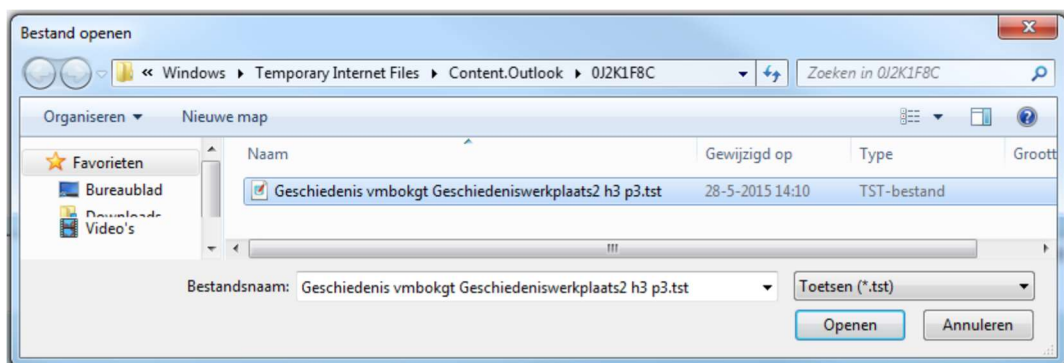 Bestand openen
« Windows Temporary Internet Files Content.Outlook 0J2K1F8C
Zoeken in 0J2K1F8C
Organiseren Nieuwe map
Favorieten
Bureaublad
Downloads
Video's
Naam Gewijzigd op Type Groott
Geschiedenis vmbokgt Geschiedeniswerkplaats2 h3 p3.tst 28-5-2015 14:10 TST-bestand
Bestandsnaam: Geschiedenis vmbokgt Geschiedeniswerkplaats2 h3 p3.tst
Toetsen (*.tst)
Openen Annuleren